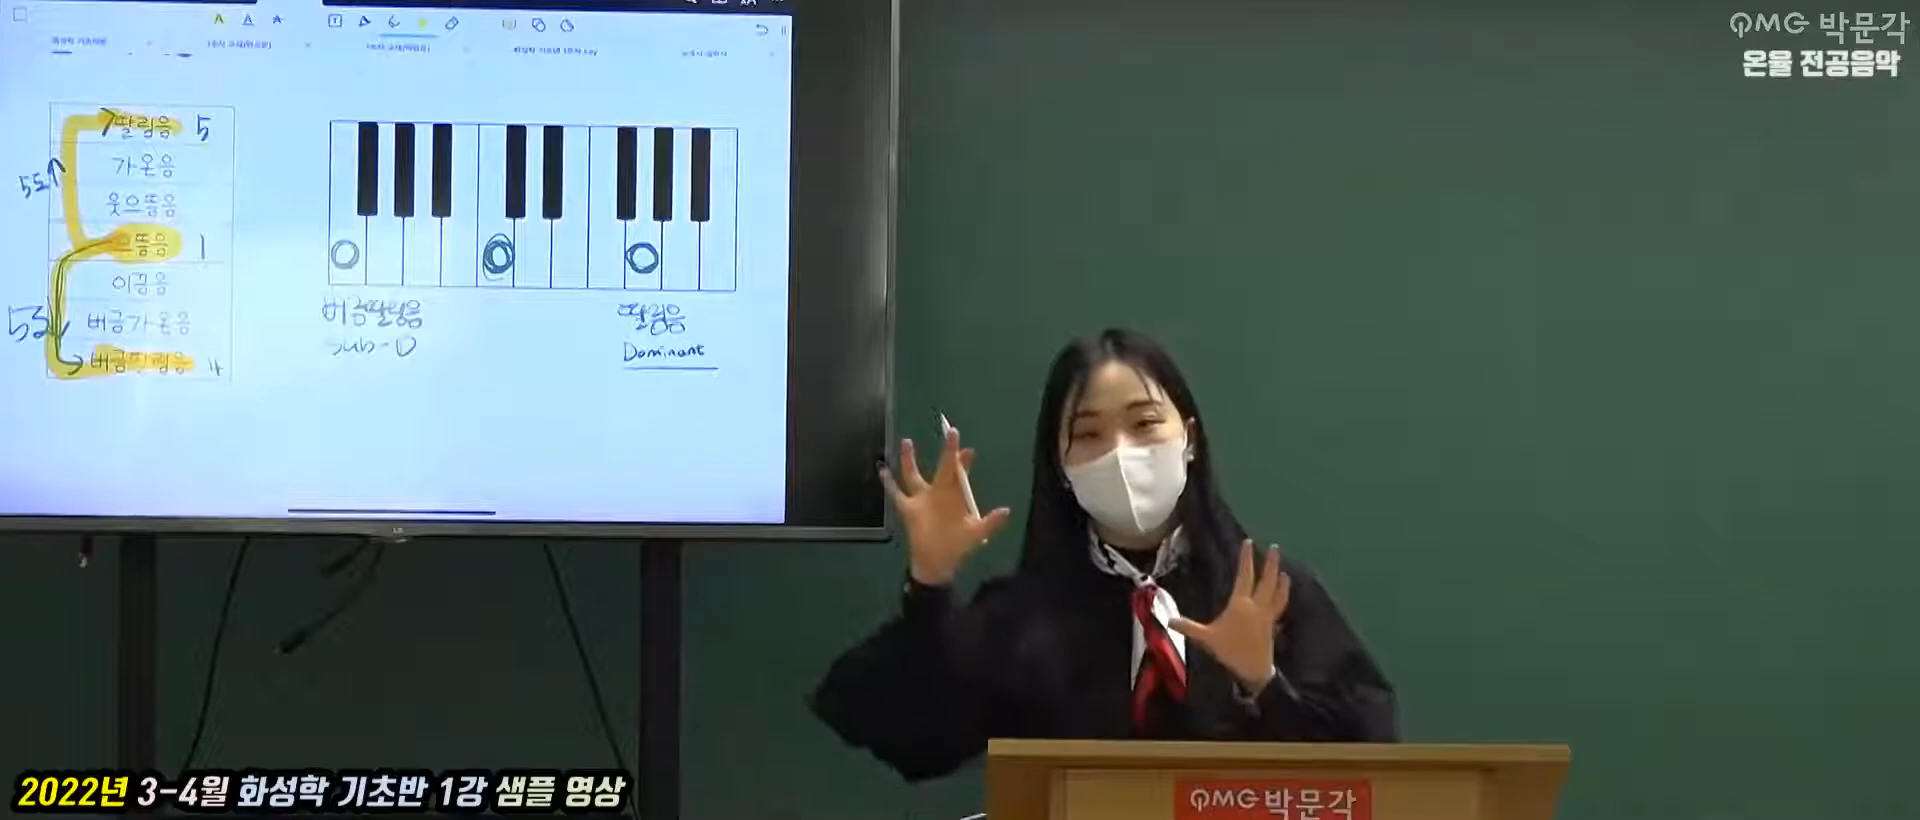 PMG 박문각
온율 전공음악
딸림음 5
가온음
웃으뜸음
으뜸음 1
이끔음
버금가온음
버금딸림음 4
5도
5도
버금딸림음
Sub-D
딸림음
Dominant
LG
2022년 3-4월 화성학 기초반 1강 샘플 영상
PMG 박문각